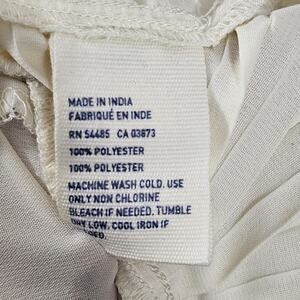 MADE IN INDIA
FABRIQUÉ EN INDE
RN 54485 CA 03873
100% POLYESTER
100% POLYESTER
MACHINE WASH COLD. USE
ONLY NON CHLORINE
BLEACH IF NEEDED. TUMBLE
DRY LOW. COOL IRON IF